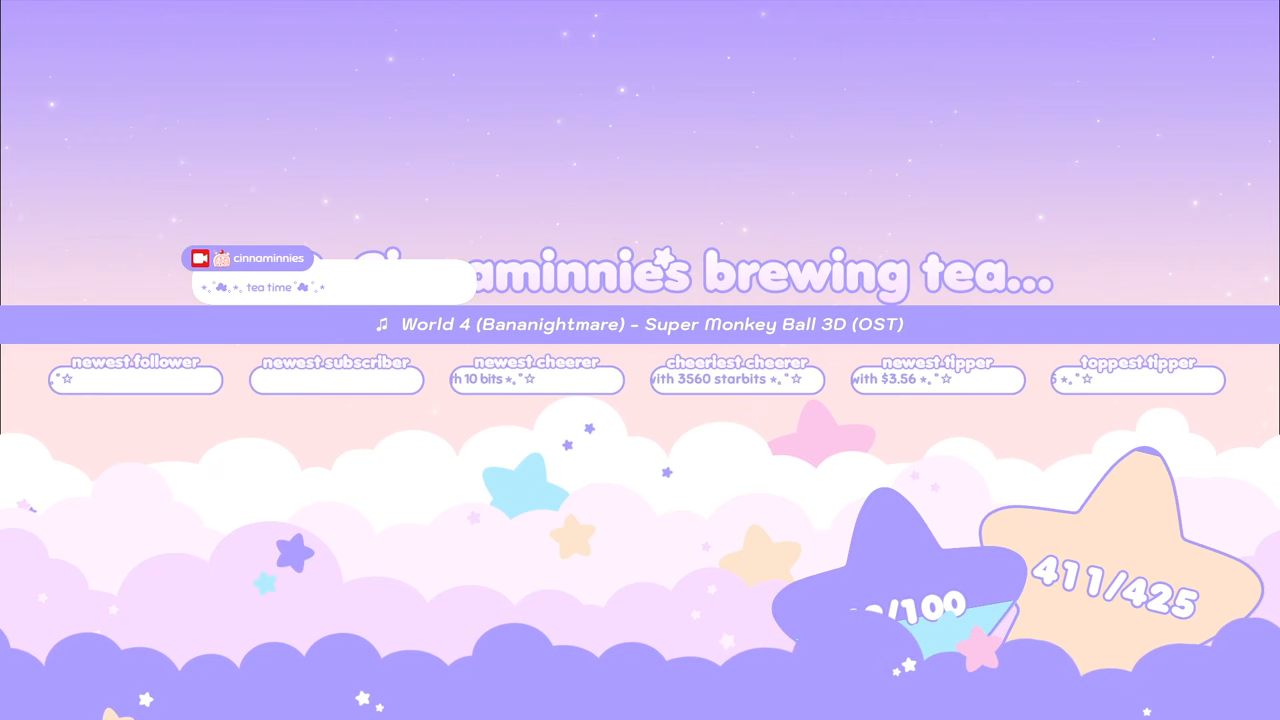 cinnaminnies
aminnie's brewing tea...
⋆｡˚☁︎｡⋆｡ tea time ˚☁︎˚｡⋆
♫ World 4 (Bananightmare) - Super Monkey Ball 3D (OST)
newest follower newest subscriber newest cheerer cheeriest cheerer newest tipper toppest tipper
｡˚☆ 10 bits ⋆｡˚☆ with 3560 starbits ⋆｡˚☆ with $3.56 ⋆｡˚☆ ⋆｡˚☆
411/425
/100